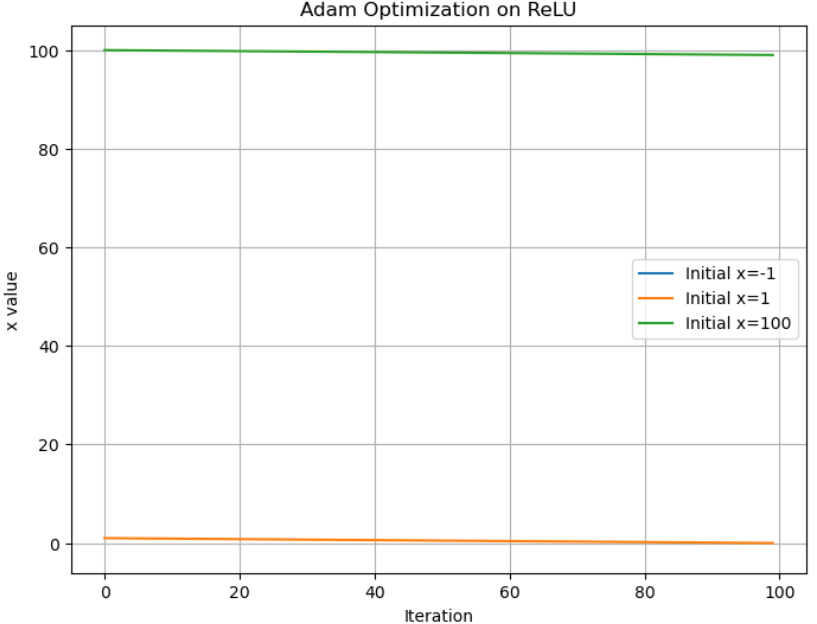 Adam Optimization on ReLU
100
80
60
40
20
0
x value
Initial x=-1
Initial x=1
Initial x=100
0 20 40 60 80 100
Iteration